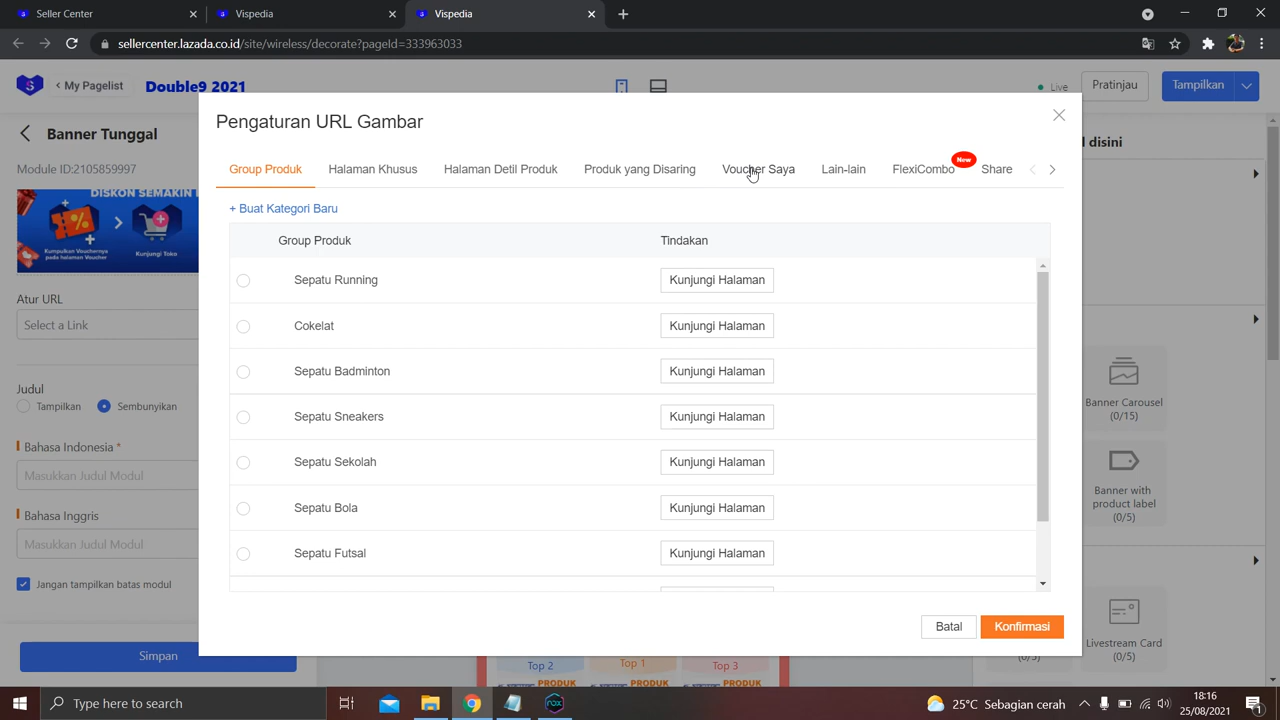 Seller Center
Vispedia
Vispedia
sellercenter.lazada.co.id/site/wireless/decorate?pageId=333963033
My Pagelist
Double9 2021
Live
Pratinjau
Tampilkan
Banner Tunggal
Module ID:2105859997
DISKON SEMAKIN
Kumpulkan Vouchernya
pada halaman Voucher
Kunjungi Toko
Atur URL
Select a Link
Judul
Tampilkan
Sembunyikan
Bahasa Indonesia *
Masukkan Judul Modul
Bahasa Inggris
Masukkan Judul Modul
Jangan tampilkan batas modul
Simpan
Pengaturan URL Gambar
Group Produk
Halaman Khusus
Halaman Detil Produk
Produk yang Disaring
Voucher Saya
Lain-lain
FlexiCombo
New
Share
+ Buat Kategori Baru
Group Produk
Tindakan
Sepatu Running
Kunjungi Halaman
Cokelat
Kunjungi Halaman
Sepatu Badminton
Kunjungi Halaman
Sepatu Sneakers
Kunjungi Halaman
Sepatu Sekolah
Kunjungi Halaman
Sepatu Bola
Kunjungi Halaman
Sepatu Futsal
Kunjungi Halaman
Batal
Konfirmasi
disini
Banner Carousel
(0/15)
Banner with
product label
(0/5)
Livestream Card
(0/5)
(0/5)
Top 2
Top 1
Top 3
PRODUK
PRODUK
PRODUK
Type here to search
25°C Sebagian cerah
18:16
25/08/2021